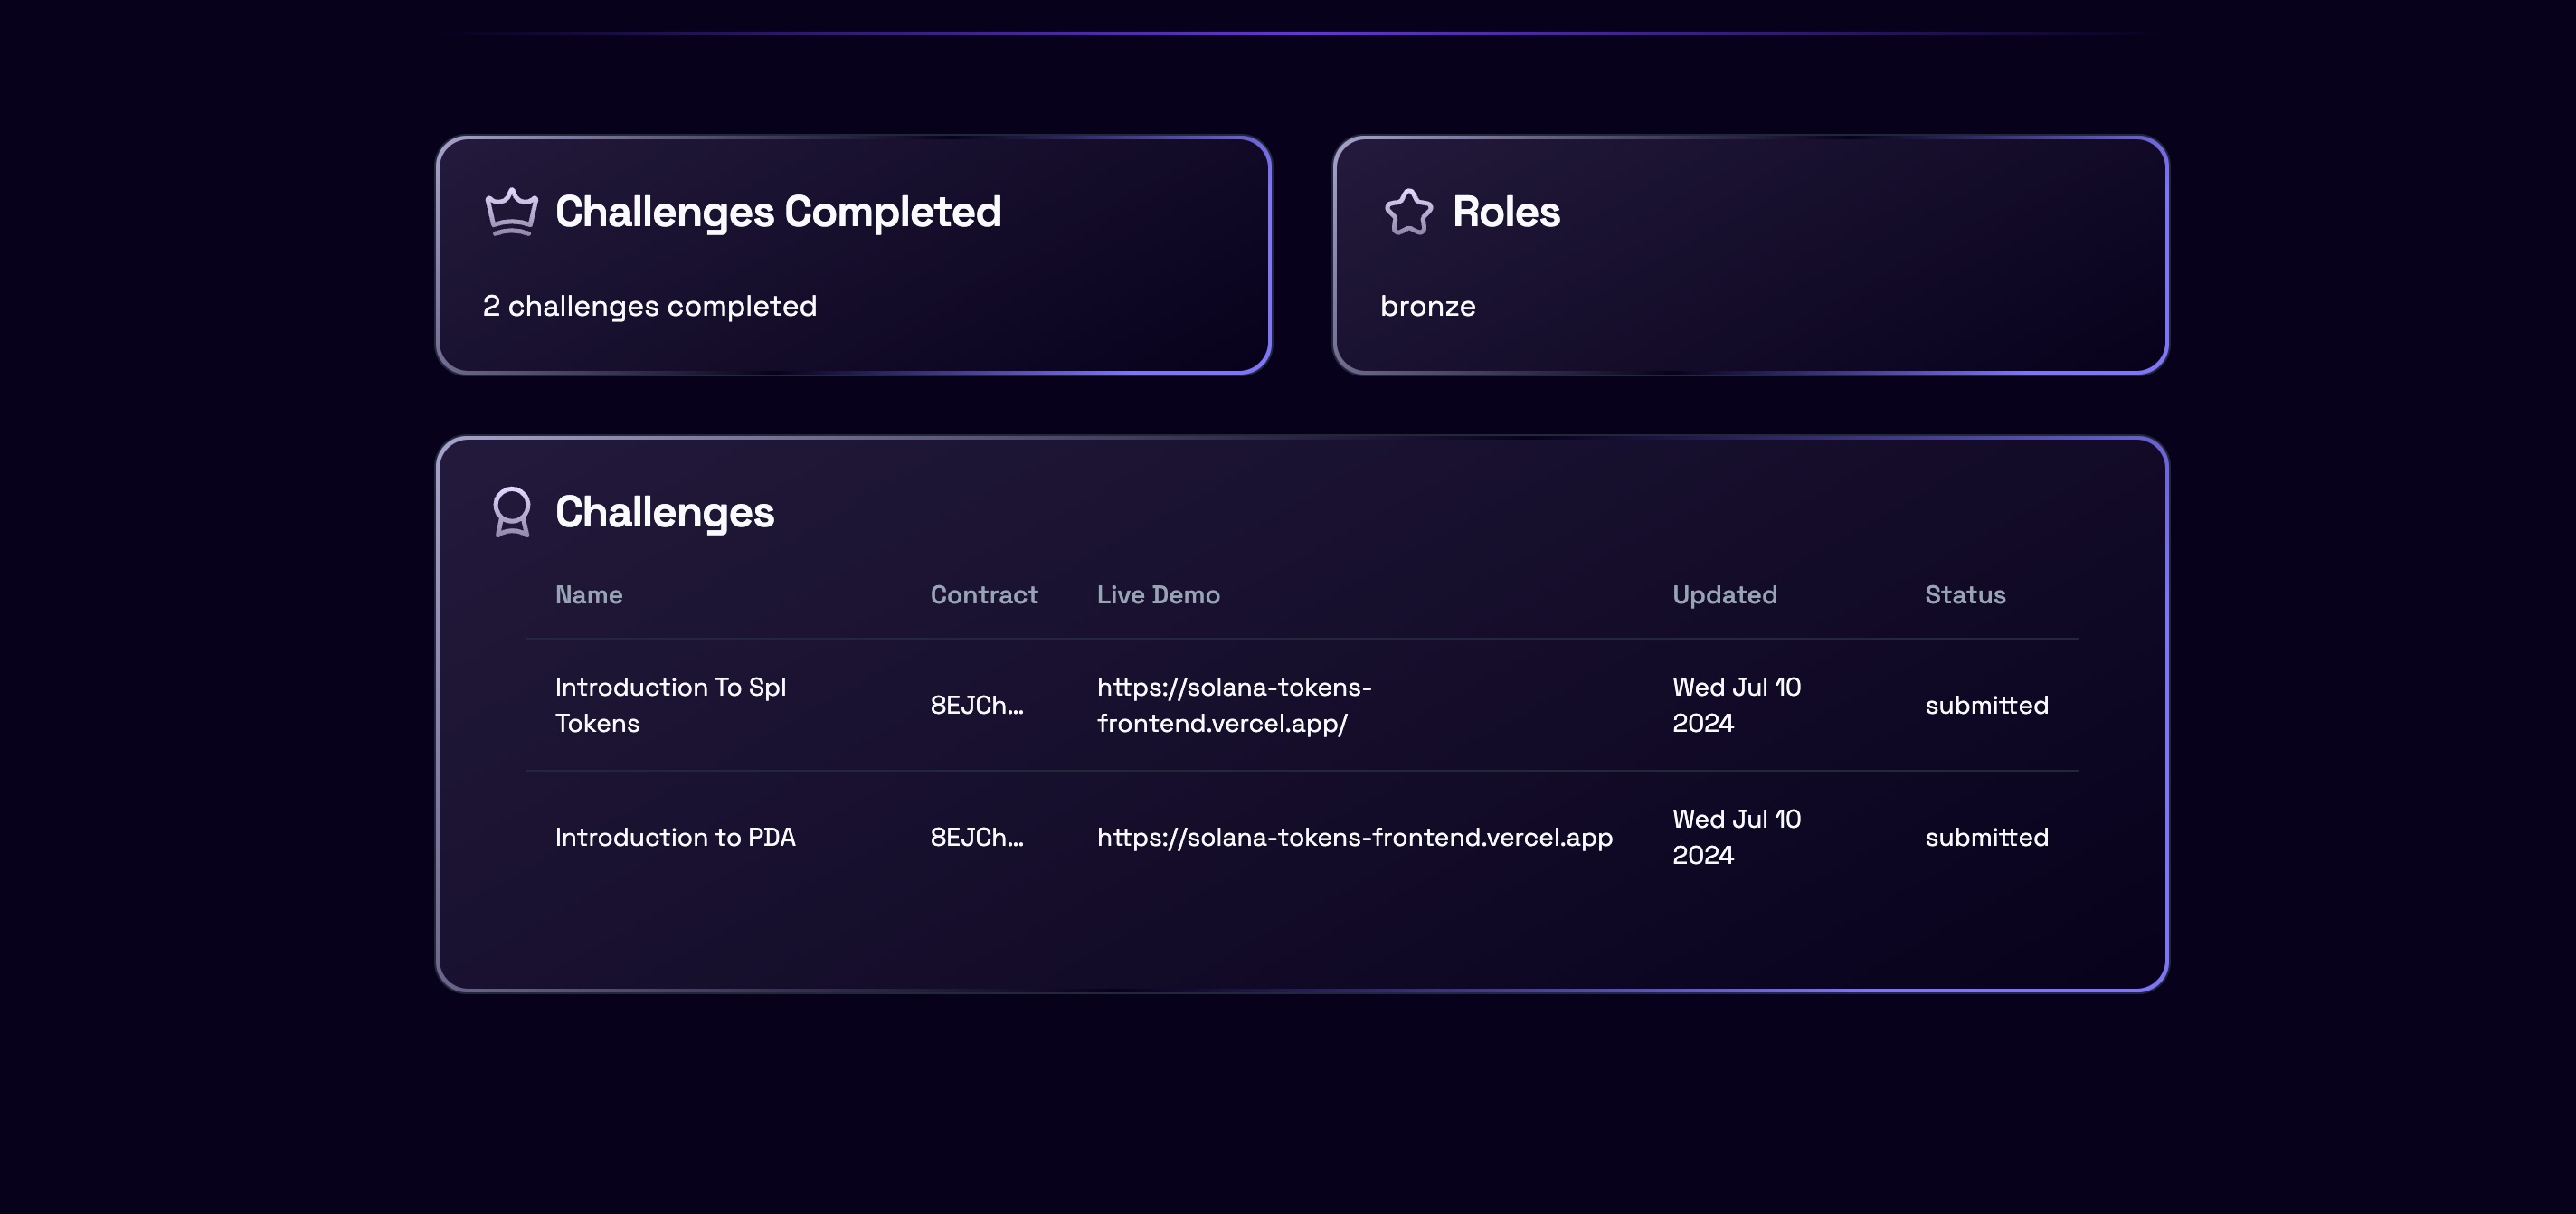 Challenges Completed
2 challenges completed
Roles
bronze
Challenges
Name Contract Live Demo Updated Status
Introduction To Spl
Tokens
8EJCh...
https://solana-tokens-
frontend.vercel.app/
Wed Jul 10
2024
submitted
Introduction to PDA
8EJCh...
https://solana-tokens-frontend.vercel.app
Wed Jul 10
2024
submitted